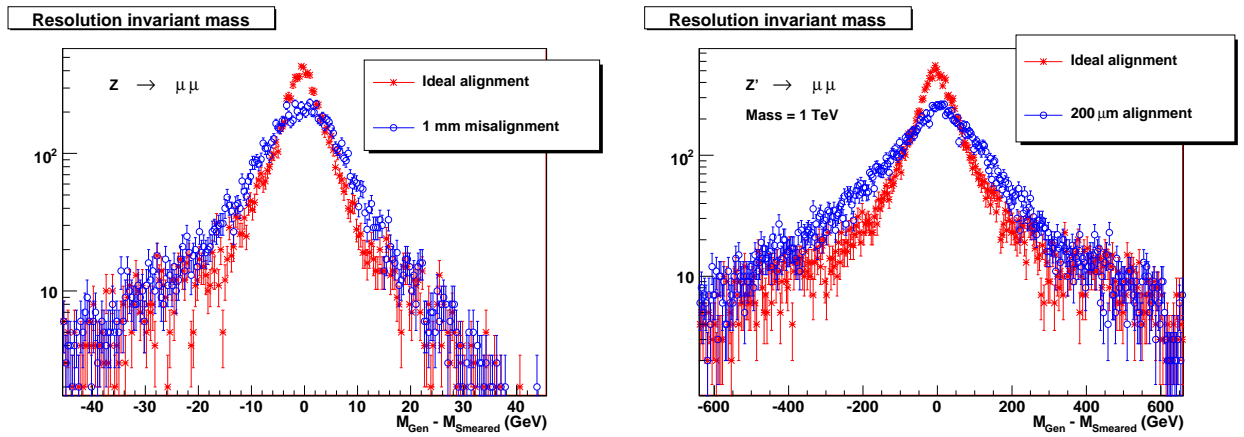 Resolution invariant mass
Z → μ μ
Ideal alignment
1 mm misalignment
10²
10
-40 -30 -20 -10 0 10 20 30 40
M_Gen - M_Smeared (GeV)
Resolution invariant mass
Z' → μ μ
Mass = 1 TeV
Ideal alignment
200 μm alignment
10²
10
-600 -400 -200 0 200 400 600
M_Gen - M_Smeared (GeV)